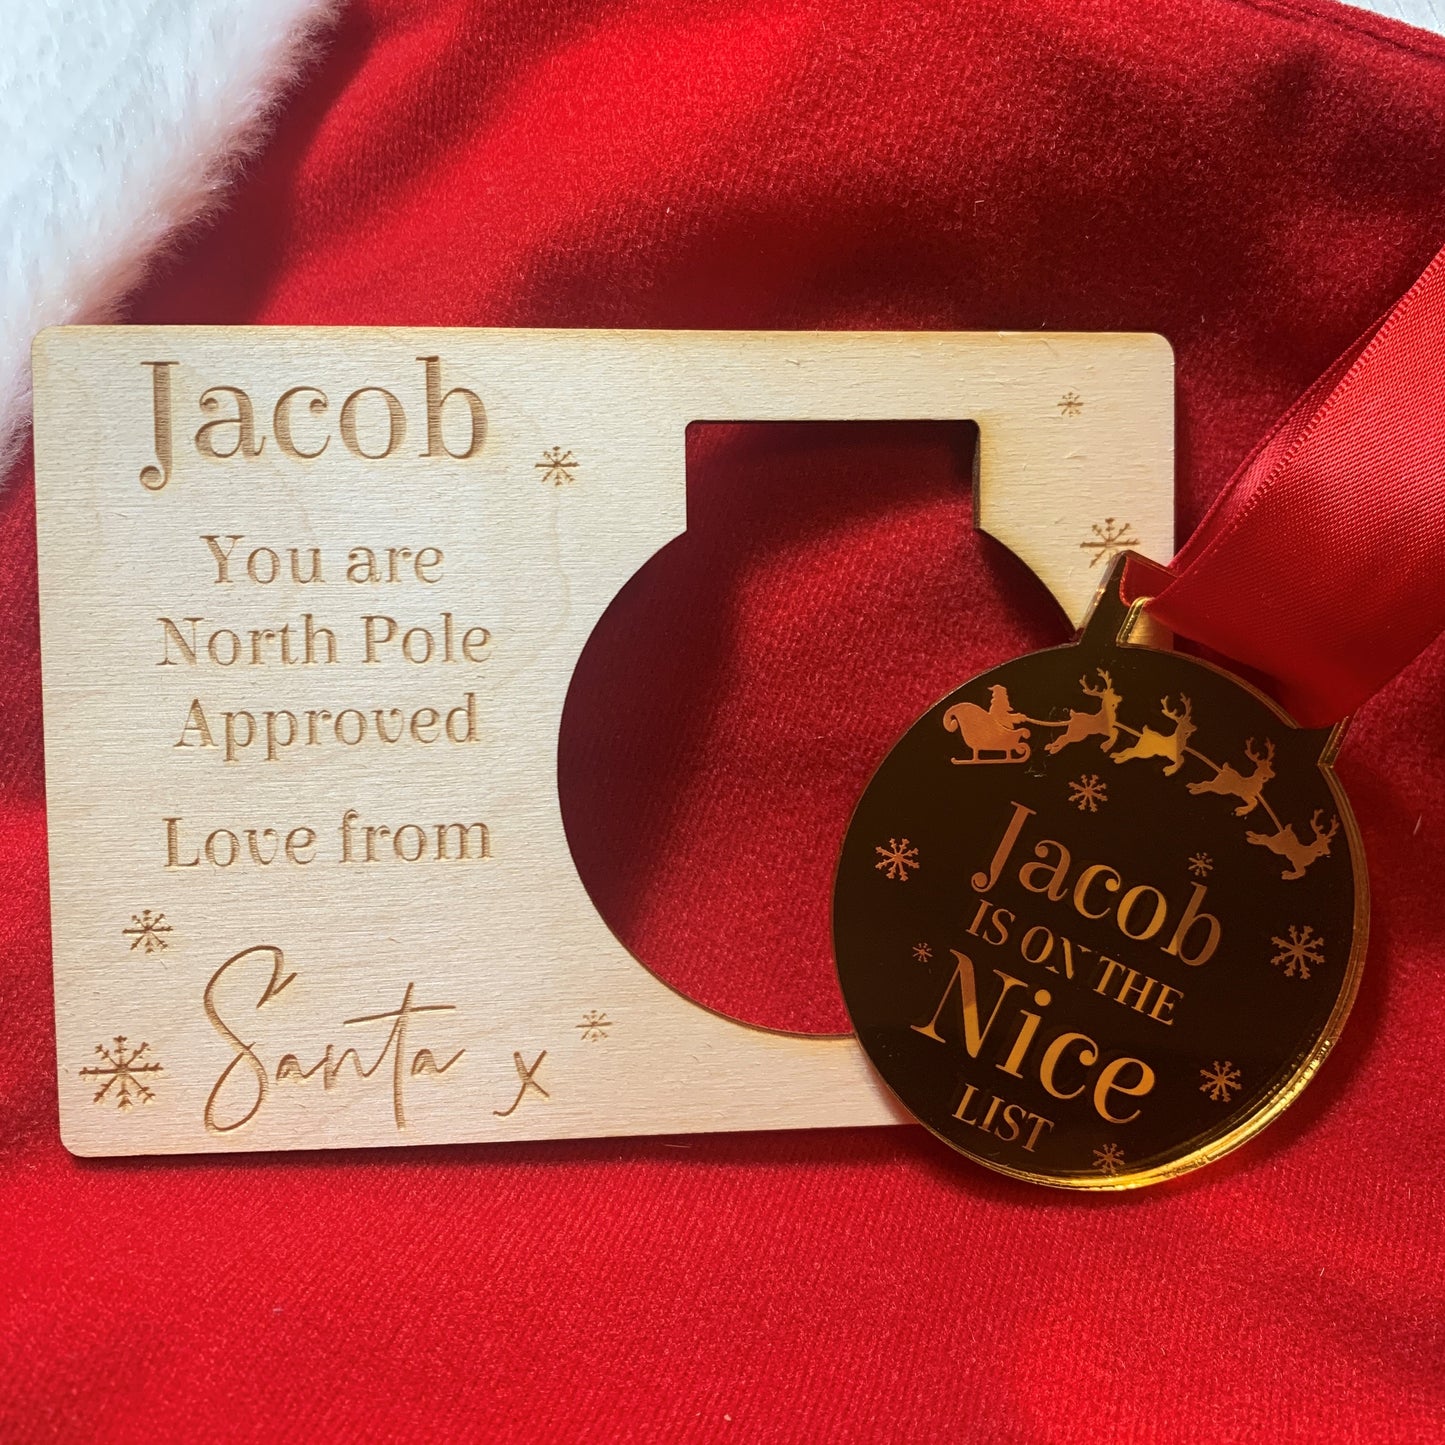 Jacob
You are
North Pole
Approved
Love from
Santa x
Jacob
IS ON THE
Nice
LIST